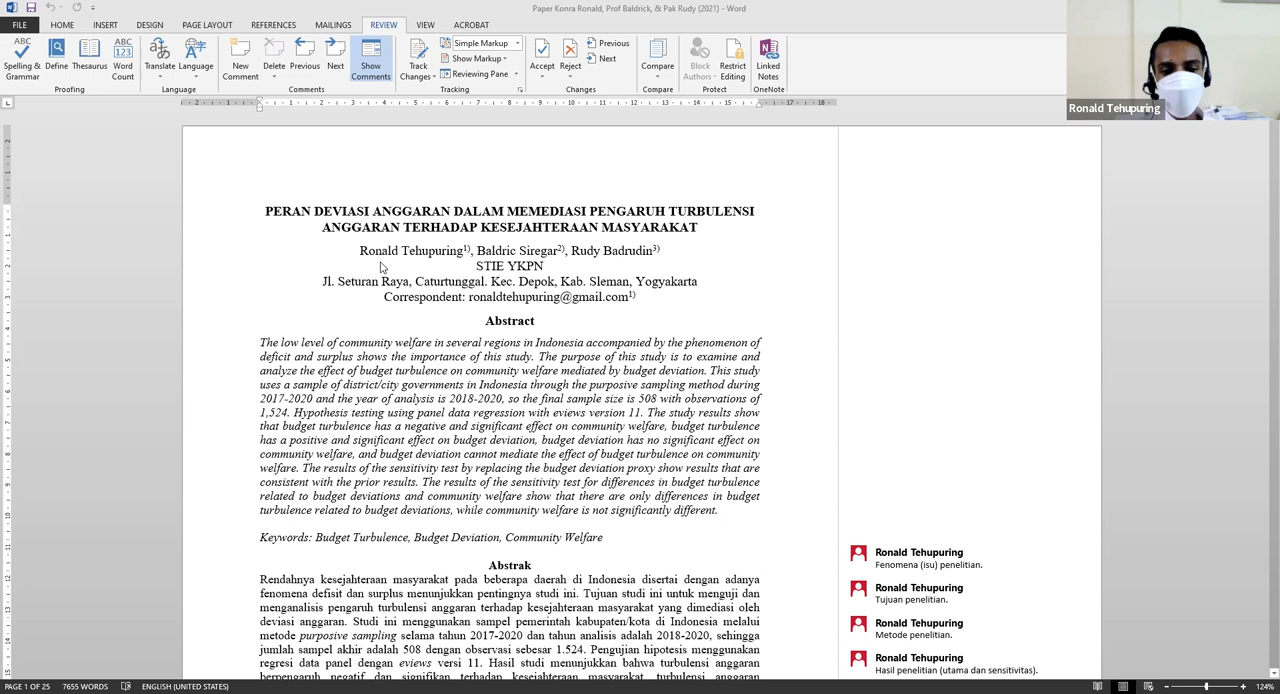 Paper Konra Ronald, Prof Baldrick, & Pak Rudy (2021) - Word
FILE HOME INSERT DESIGN PAGE LAYOUT REFERENCES MAILINGS REVIEW VIEW ACROBAT
Spelling & Grammar
Define
Thesaurus
Word Count
Translate
Language
New Comment
Delete
Previous
Next
Show Comments
Track Changes
Simple Markup
Show Markup
Reviewing Pane
Accept
Reject
Previous
Next
Compare
Block Authors
Restrict Editing
Linked Notes
Proofing Language Comments Tracking Changes Compare Protect OneNote
Ronald Tehupuring
PERAN DEVIASI ANGGARAN DALAM MEMEDIASI PENGARUH TURBULENSI
ANGGARAN TERHADAP KESEJAHTERAAN MASYARAKAT
Ronald Tehupuring1), Baldric Siregar2), Rudy Badrudin3)
STIE YKPN
Jl. Seturan Raya, Caturtunggal. Kec. Depok, Kab. Sleman, Yogyakarta
Correspondent: ronaldtehupuring@gmail.com1)
Abstract
The low level of community welfare in several regions in Indonesia accompanied by the phenomenon of
deficit and surplus shows the importance of this study. The purpose of this study is to examine and
analyze the effect of budget turbulence on community welfare mediated by budget deviation. This study
uses a sample of district/city governments in Indonesia through the purposive sampling method during
2017-2020 and the year of analysis is 2018-2020, so the final sample size is 508 with observations of
1,524. Hypothesis testing using panel data regression with eviews version 11. The study results show
that budget turbulence has a negative and significant effect on community welfare, budget turbulence
has a positive and significant effect on budget deviation, budget deviation has no significant effect on
community welfare, and budget deviation cannot mediate the effect of budget turbulence on community
welfare. The results of the sensitivity test by replacing the budget deviation proxy show results that are
consistent with the prior results. The results of the sensitivity test for differences in budget turbulence
related to budget deviations and community welfare show that there are only differences in budget
turbulence related to budget deviations, while community welfare is not significantly different.
Keywords: Budget Turbulence, Budget Deviation, Community Welfare
Abstrak
Rendahnya kesejahteraan masyarakat pada beberapa daerah di Indonesia disertai dengan adanya
fenomena defisit dan surplus menunjukkan pentingnya studi ini. Tujuan studi ini untuk menguji dan
menganalisis pengaruh turbulensi anggaran terhadap kesejahteraan masyarakat yang dimediasi oleh
deviasi anggaran. Studi ini menggunakan sampel pemerintah kabupaten/kota di Indonesia melalui
metode purposive sampling selama tahun 2017-2020 dan tahun analisis adalah 2018-2020, sehingga
jumlah sampel akhir adalah 508 dengan observasi sebesar 1.524. Pengujian hipotesis menggunakan
regresi data panel dengan eviews versi 11. Hasil studi menunjukkan bahwa turbulensi anggaran
berpengaruh negatif dan signifikan terhadap kesejahteraan masyarakat, turbulensi anggaran
Ronald Tehupuring
Fenomena (isu) penelitian.
Ronald Tehupuring
Tujuan penelitian.
Ronald Tehupuring
Metode penelitian.
Ronald Tehupuring
Hasil penelitian (utama dan sensitivitas).
PAGE 1 OF 25 7655 WORDS ENGLISH (UNITED STATES) 124%